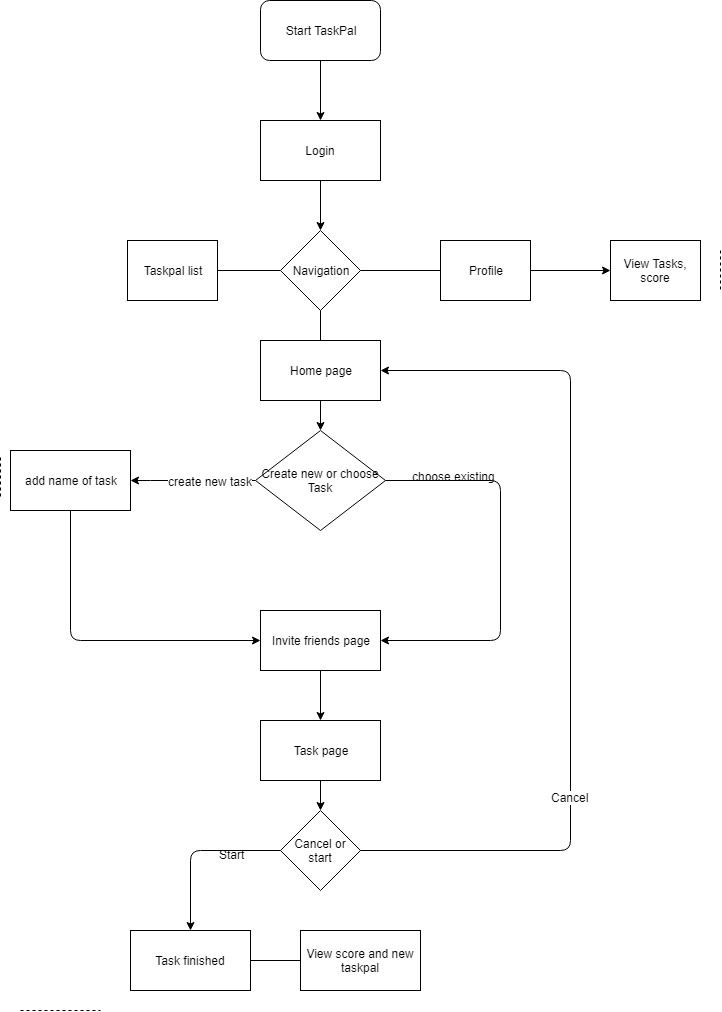 Start TaskPal
Login
Taskpal list
Navigation
Profile
View Tasks,
score
Home page
add name of task
create new task
Create new or choose
Task
choose existing
Invite friends page
Task page
Cancel
Cancel or
start
Start
Task finished
View score and new
taskpal